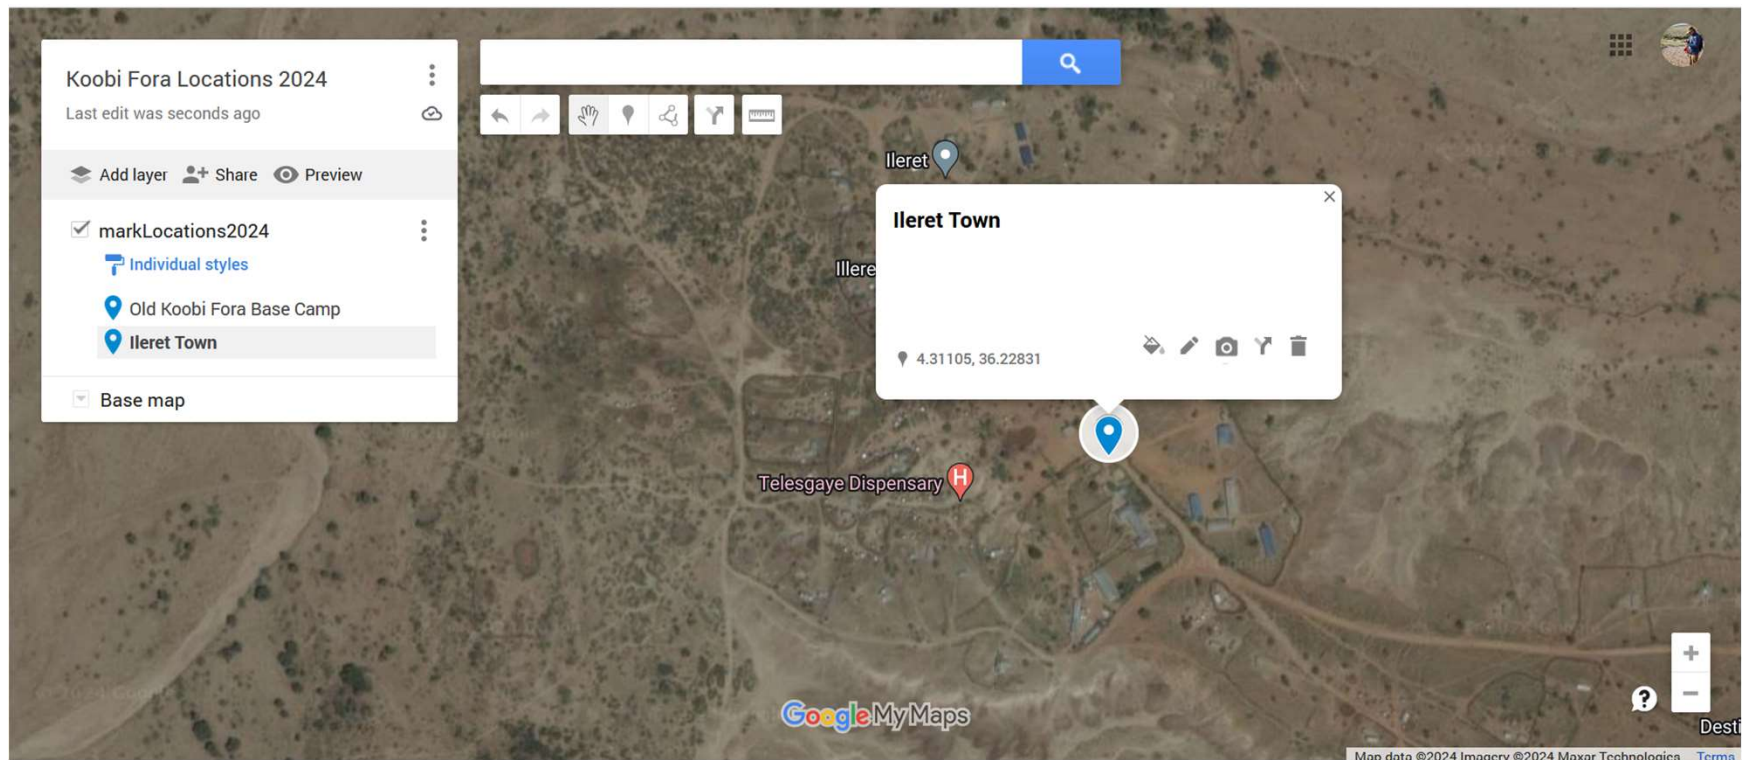 Koobi Fora Locations 2024
Last edit was seconds ago
Add layer Share Preview
markLocations2024
Individual styles
Old Koobi Fora Base Camp
Ileret Town
Base map
Ileret
Ileret Town
Illere
4.31105, 36.22831
Telesgaye Dispensary H
Google My Maps
?
Desti
Map data ©2024 Imagery ©2024 Maxar Technologies Terms